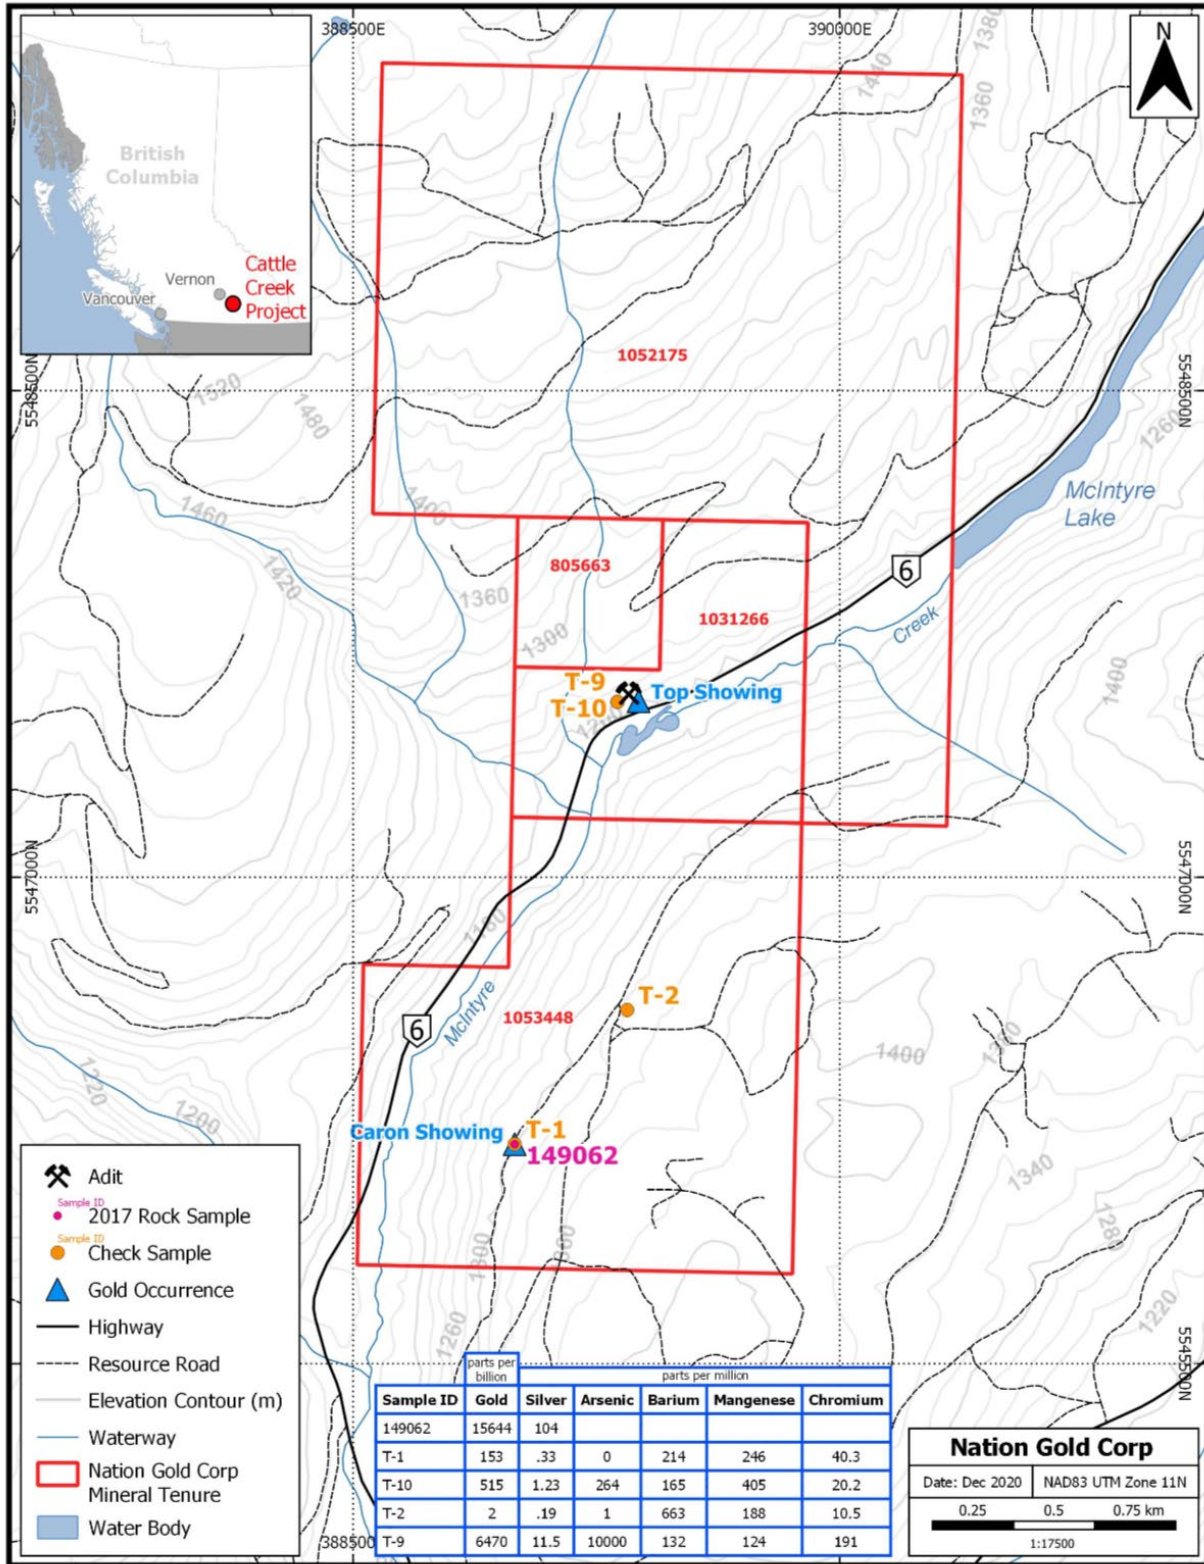 388500E
390000E
N
1380
1440
1360
British
Columbia
Vernon
Vancouver
Cattle
Creek
Project
1052175
5548500N
5548500N
1520
1480
1260
McIntyre
Lake
1400
1460
1420
805663
6
1360
1031266
1300
Creek
1400
T-9
Top Showing
T-10
5547000N
5547000N
1180
T-2
McIntyre
1053448
6
1400
1380
1220
1200
Caron Showing
T-1
149062
1340
1280
1300
1300
1220
1260
5545500N
Adit
Sample ID
2017 Rock Sample
Sample ID
Check Sample
Gold Occurrence
Highway
Resource Road
Elevation Contour (m)
Waterway
Nation Gold Corp
Mineral Tenure
Water Body
388500
parts per
billion
parts per million
Sample ID Gold Silver Arsenic Barium Mangenese Chromium
149062 15644 104
T-1 153 .33 0 214 246 40.3
T-10 515 1.23 264 165 405 20.2
T-2 2 .19 1 663 188 10.5
T-9 6470 11.5 10000 132 124 191
Nation Gold Corp
Date: Dec 2020 NAD83 UTM Zone 11N
0.25 0.5 0.75 km
1:17500